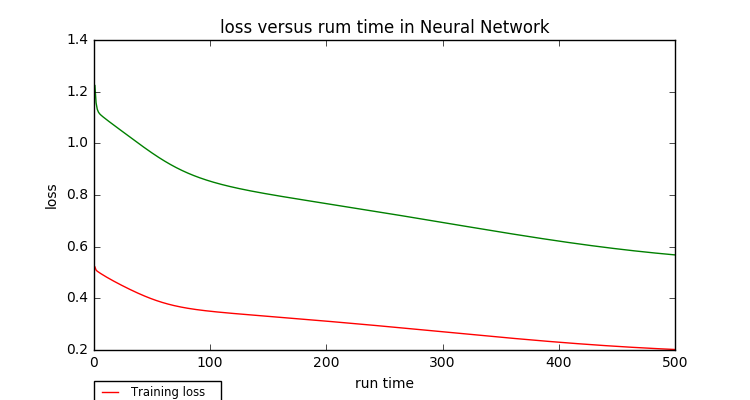 loss versus rum time in Neural Network
1.4
1.2
1.0
0.8
0.6
0.4
0.2
loss
0 100 200 300 400 500
run time
Training loss